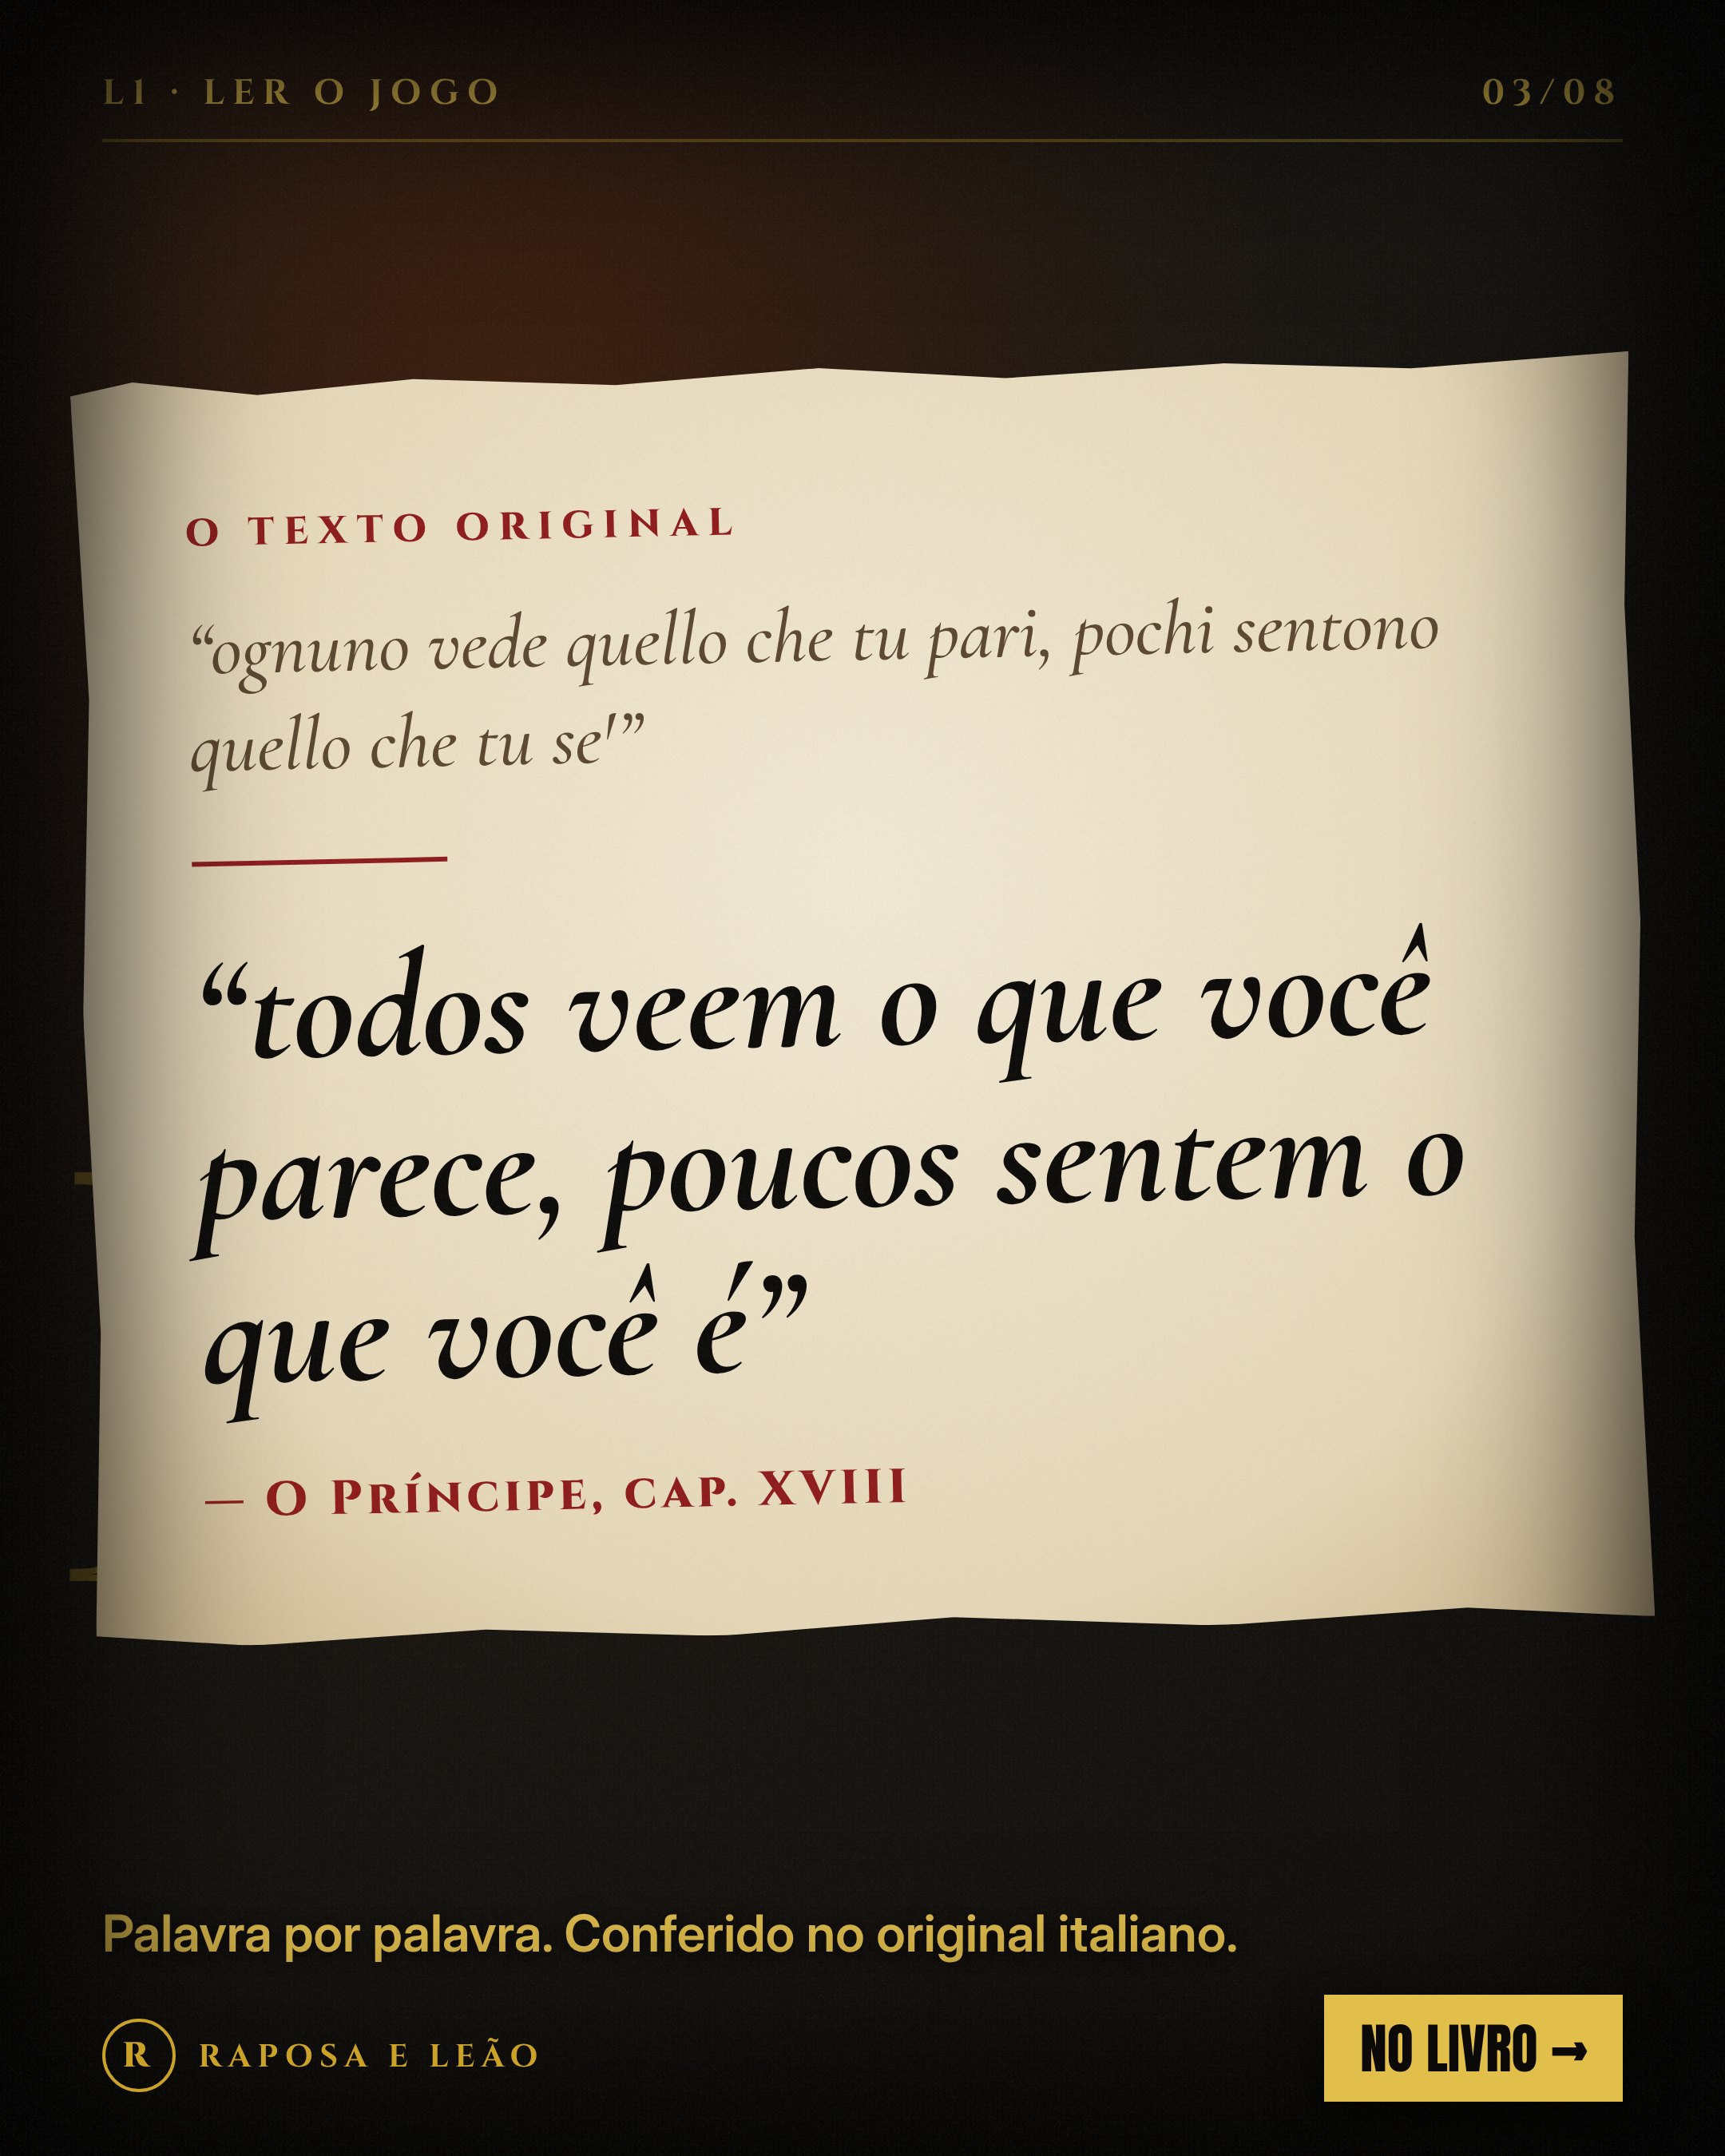 L1 · LER O JOGO
03/08
O TEXTO ORIGINAL
“ognuno vede quello che tu pari, pochi sentono
quello che tu se'”
“todos veem o que você
parece, poucos sentem o
que você é”
— O Príncipe, cap. XVIII
Palavra por palavra. Conferido no original italiano.
R RAPOSA E LEÃO
NO LIVRO →